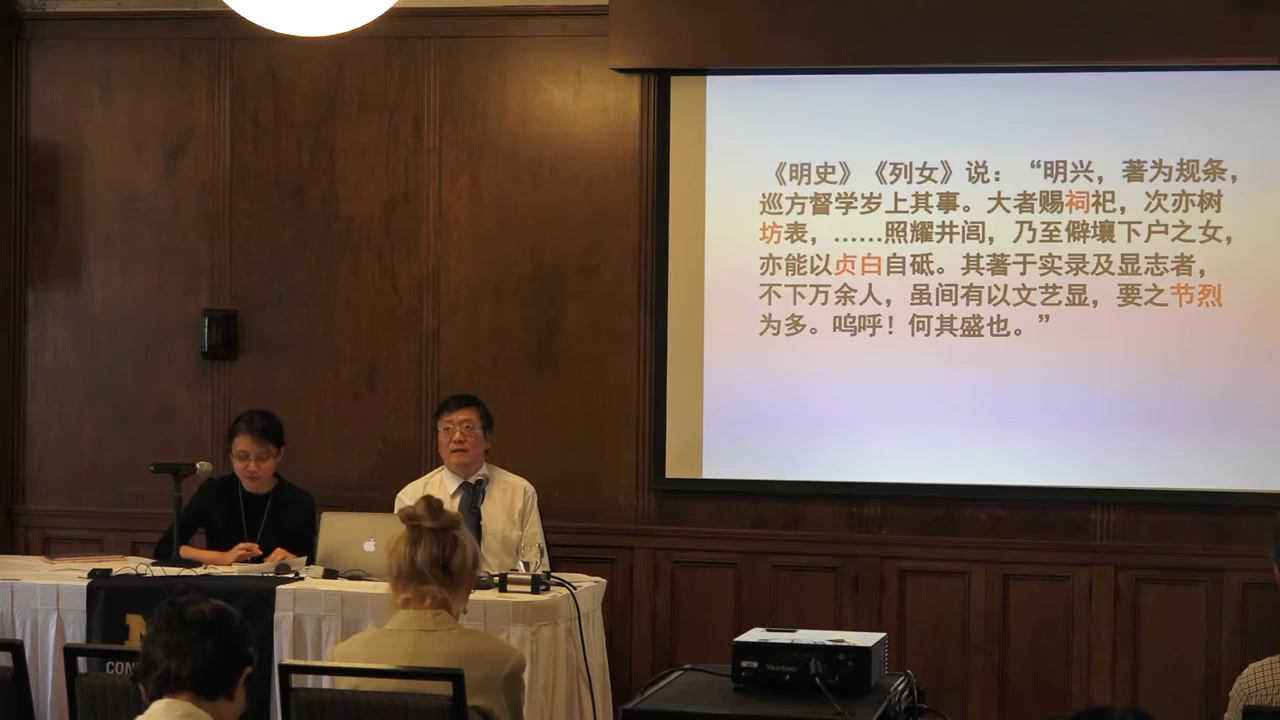 《明史》《列女》说：“明兴，著为规条，
巡方督学岁上其事。大者赐祠祀，次亦树
坊表，……照耀井闾，乃至僻壤下户之女，
亦能以贞白自砥。其著于实录及显志者，
不下万余人，虽间有以文艺显，要之节烈
为多。呜呼！何其盛也。”
M
CON
ViewSonic